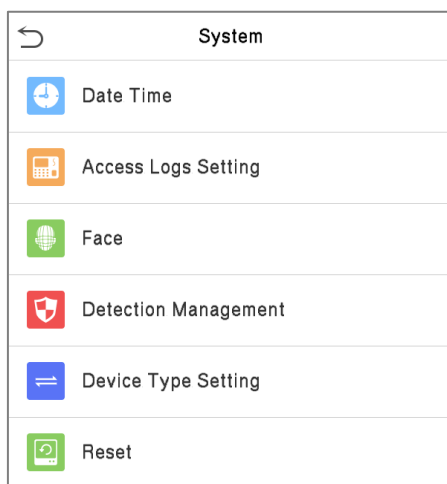 System
Date Time
Access Logs Setting
Face
Detection Management
Device Type Setting
Reset